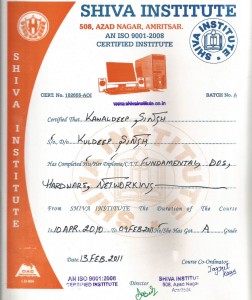 SHIVA INSTITUTE
508, AZAD NAGAR, AMRITSAR.
AN ISO 9001-2008
CERTIFIED INSTITUTE
SHIVA INSTITUTE
SHIVA INSTITUTE
www.shivainstitute.co.in
CERT. No. 102605-ACK
BATCH No. A
Certified That Kawaldeep Singh
S/o, D/o Kuldeep Singh
Has Completed His/Her Diploma/C.T.T. Fundamental, DOS,
Hardware, Networking
From SHIVA INSTITUTE The Duration of The Course
is 10 APR. 2010 To 09 FEB 2011 He/She Has Got A Grade
Date 13.FEB.2011
Course Co-ordinator
AN ISO 9001:2008
CERTIFIED INSTITUTE
Director
SHIVA INSTITUTE
508, Azad Nagar